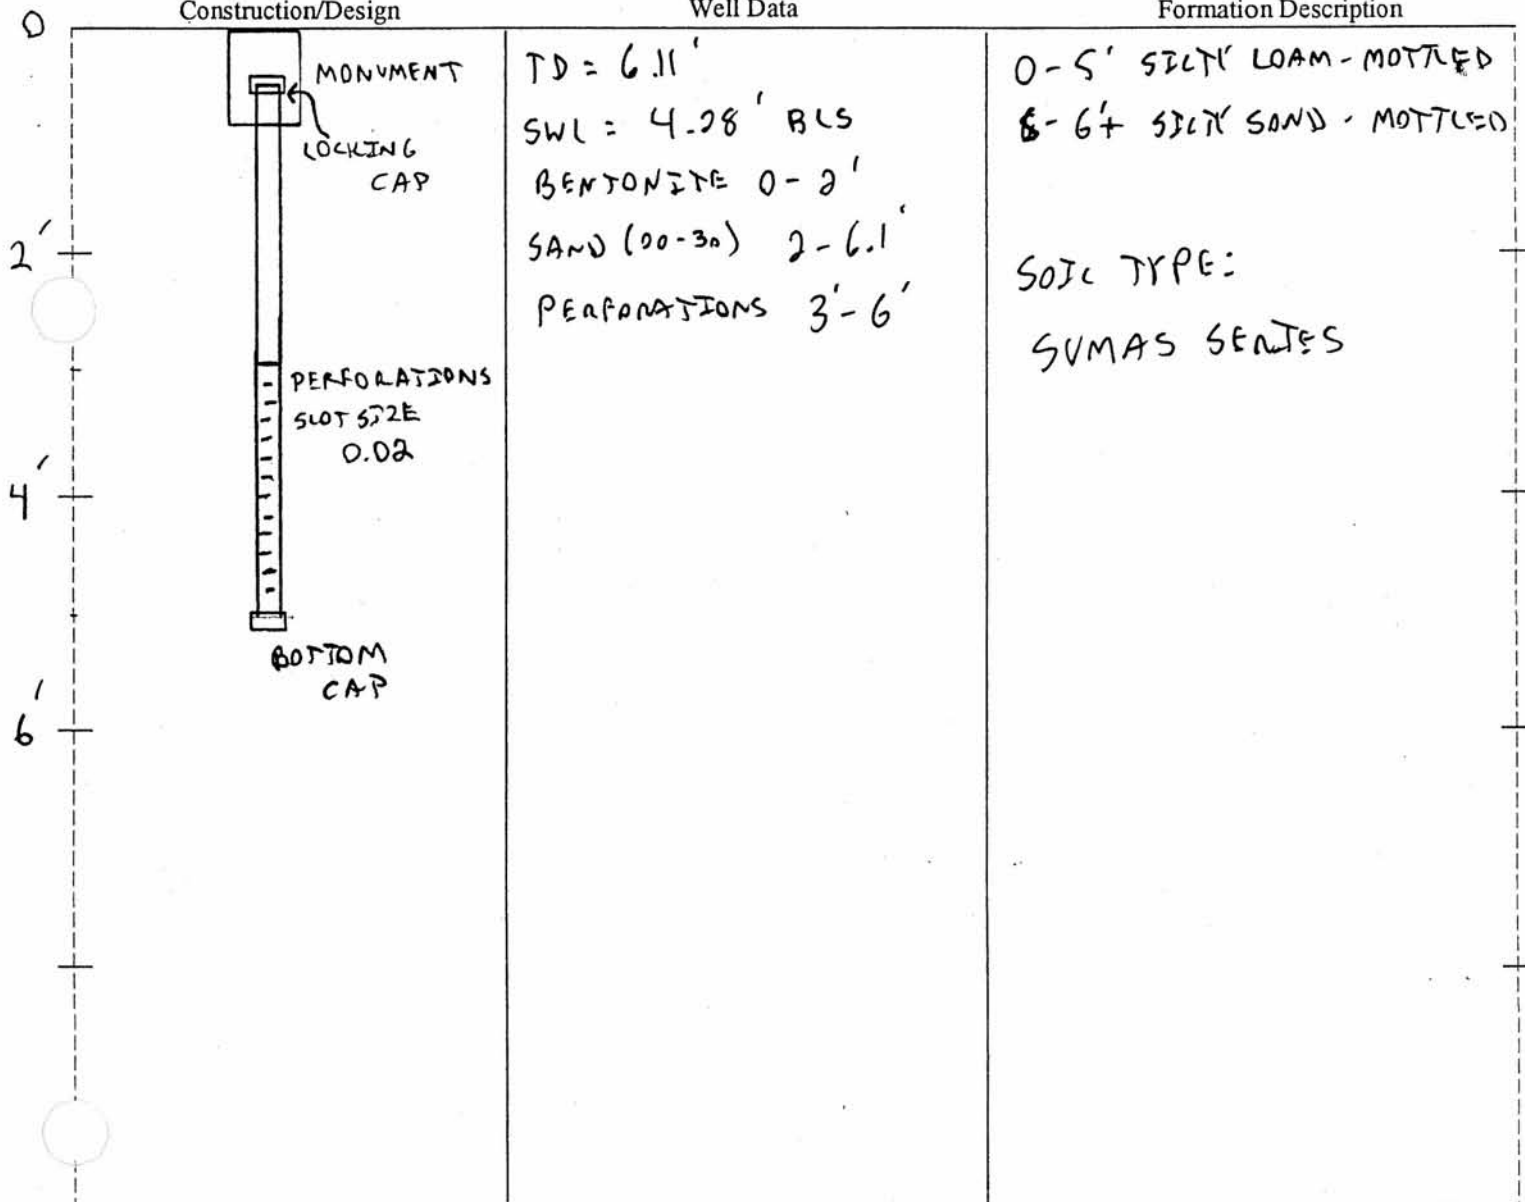 Construction/Design
Well Data
Formation Description
0
2'
4'
6'
MONUMENT
LOCKING
CAP
PERFORATIONS
SLOT SIZE
0.02
BOTTOM
CAP
TD = 6.11'
SWL = 4.28' BLS
BENTONITE 0-2'
SAND (20-30) 2-6.1'
PERFORATIONS 3'-6'
0-5' SILTY LOAM - MOTTLED
5-6'+ SILTY SAND - MOTTLED
SOIL TYPE:
SUMAS SERIES